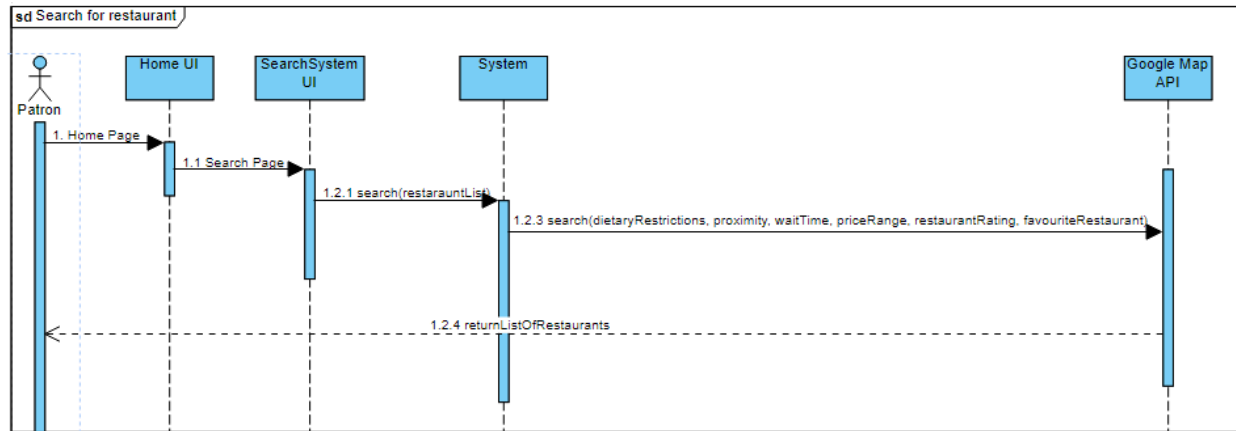 sd Search for restaurant
Patron
Home UI
SearchSystem
UI
System
Google Map
API
1. Home Page
1.1 Search Page
1.2.1 search(restarauntList)
1.2.3 search(dietaryRestrictions, proximity, waitTime, priceRange, restaurantRating, favouriteRestaurant)
1.2.4 returnListOfRestaurants